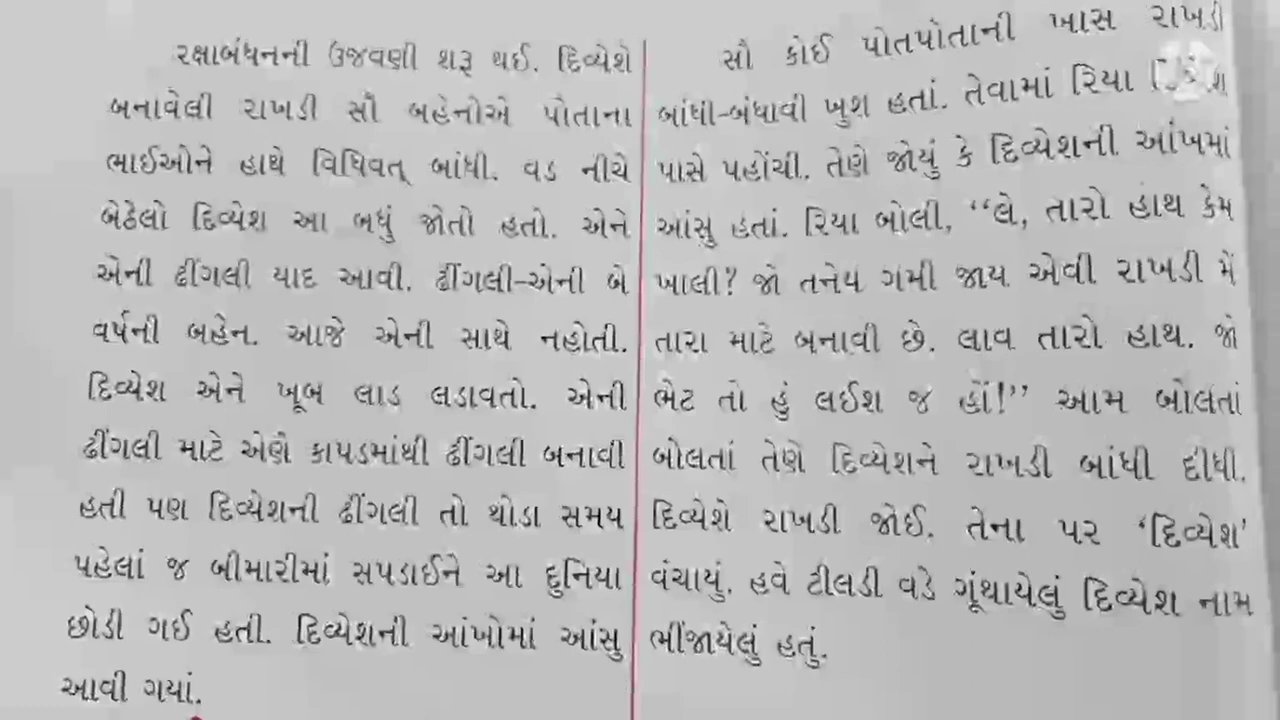 રક્ષાબંધનની ઉજવણી શરૂ થઈ. દિવ્યેશે
બનાવેલી રાખડી સૌ બહેનોએ પોતાના
ભાઈઓને હાથે વિધિવત્ બાંધી. વડ નીચે
બેઠેલો દિવ્યેશ આ બધું જોતો હતો. એને
એની ઢીંગલી યાદ આવી. ઢીંગલી-એની બે
વર્ષની બહેન. આજે એની સાથે નહોતી.
દિવ્યેશ એને ખૂબ લાડ લડાવતો. એની
ઢીંગલી માટે એણે કાપડમાંથી ઢીંગલી બનાવી
હતી પણ દિવ્યેશની ઢીંગલી તો થોડા સમય
પહેલાં જ બીમારીમાં સપડાઈને આ દુનિયા
છોડી ગઈ હતી. દિવ્યેશની આંખોમાં આંસુ
આવી ગયાં.
સૌ કોઈ પોતપોતાની ખાસ રાખડી
બાંધી-બંધાવી ખુશ હતાં. તેવામાં રિયા
પાસે પહોંચી. તેણે જોયું કે દિવ્યેશની આંખમાં
આંસુ હતાં. રિયા બોલી, “લે, તારો હાથ કેમ
ખાલી? જો તનેય ગમી જાય એવી રાખડી મેં
તારા માટે બનાવી છે. લાવ તારો હાથ. જો
ભેટ તો હું લઈશ જ હોં!” આમ બોલતાં
બોલતાં તેણે દિવ્યેશને રાખડી બાંધી દીધી.
દિવ્યેશે રાખડી જોઈ. તેના પર ‘દિવ્યેશ’
વંચાયું. હવે ટીલડી વડે ગૂંથાયેલું દિવ્યેશ નામ
ભીંજાયેલું હતું.